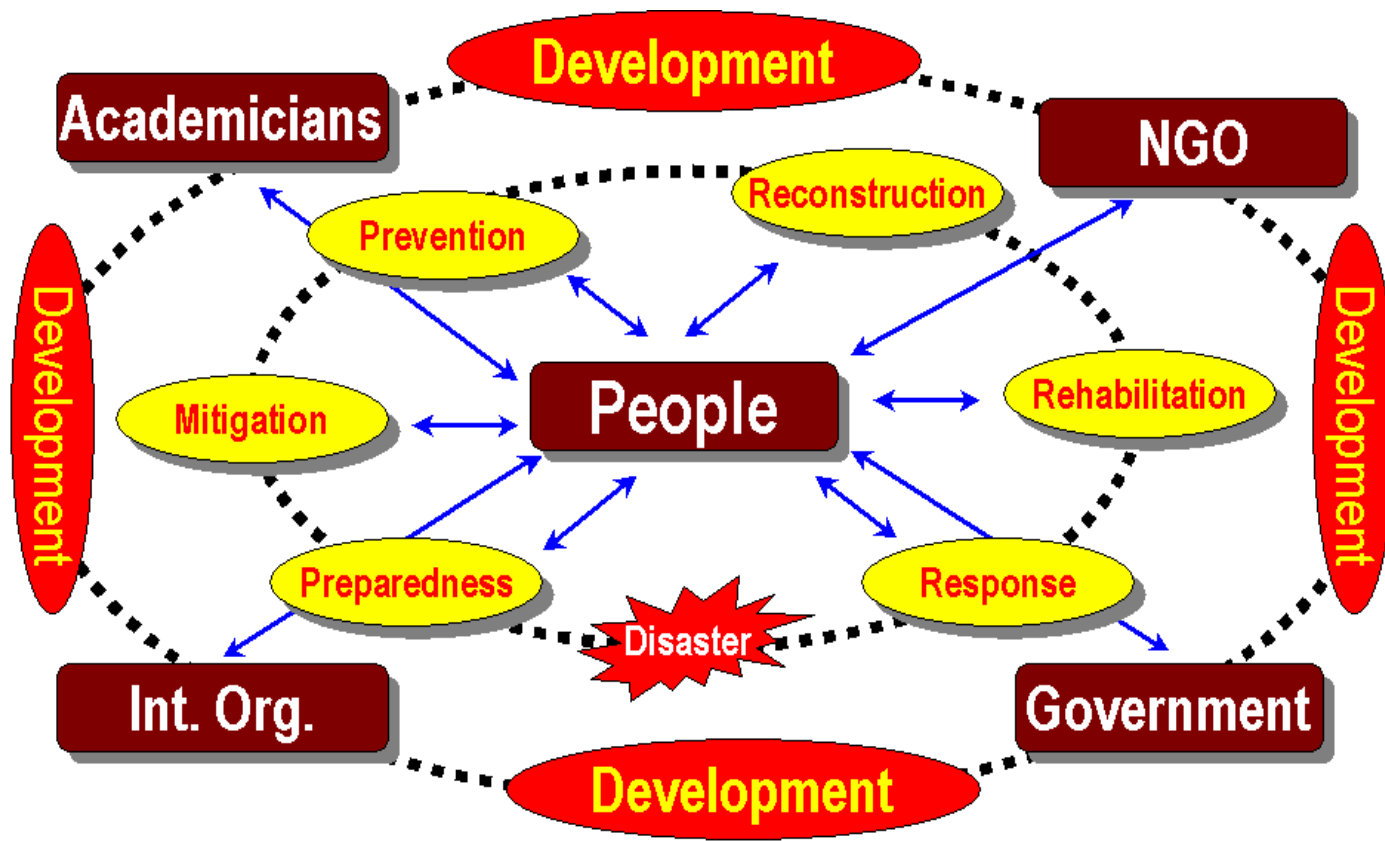 Development
Academicians
NGO
Reconstruction
Prevention
Development
Development
People
Rehabilitation
Mitigation
Preparedness
Response
Disaster
Int. Org.
Government
Development